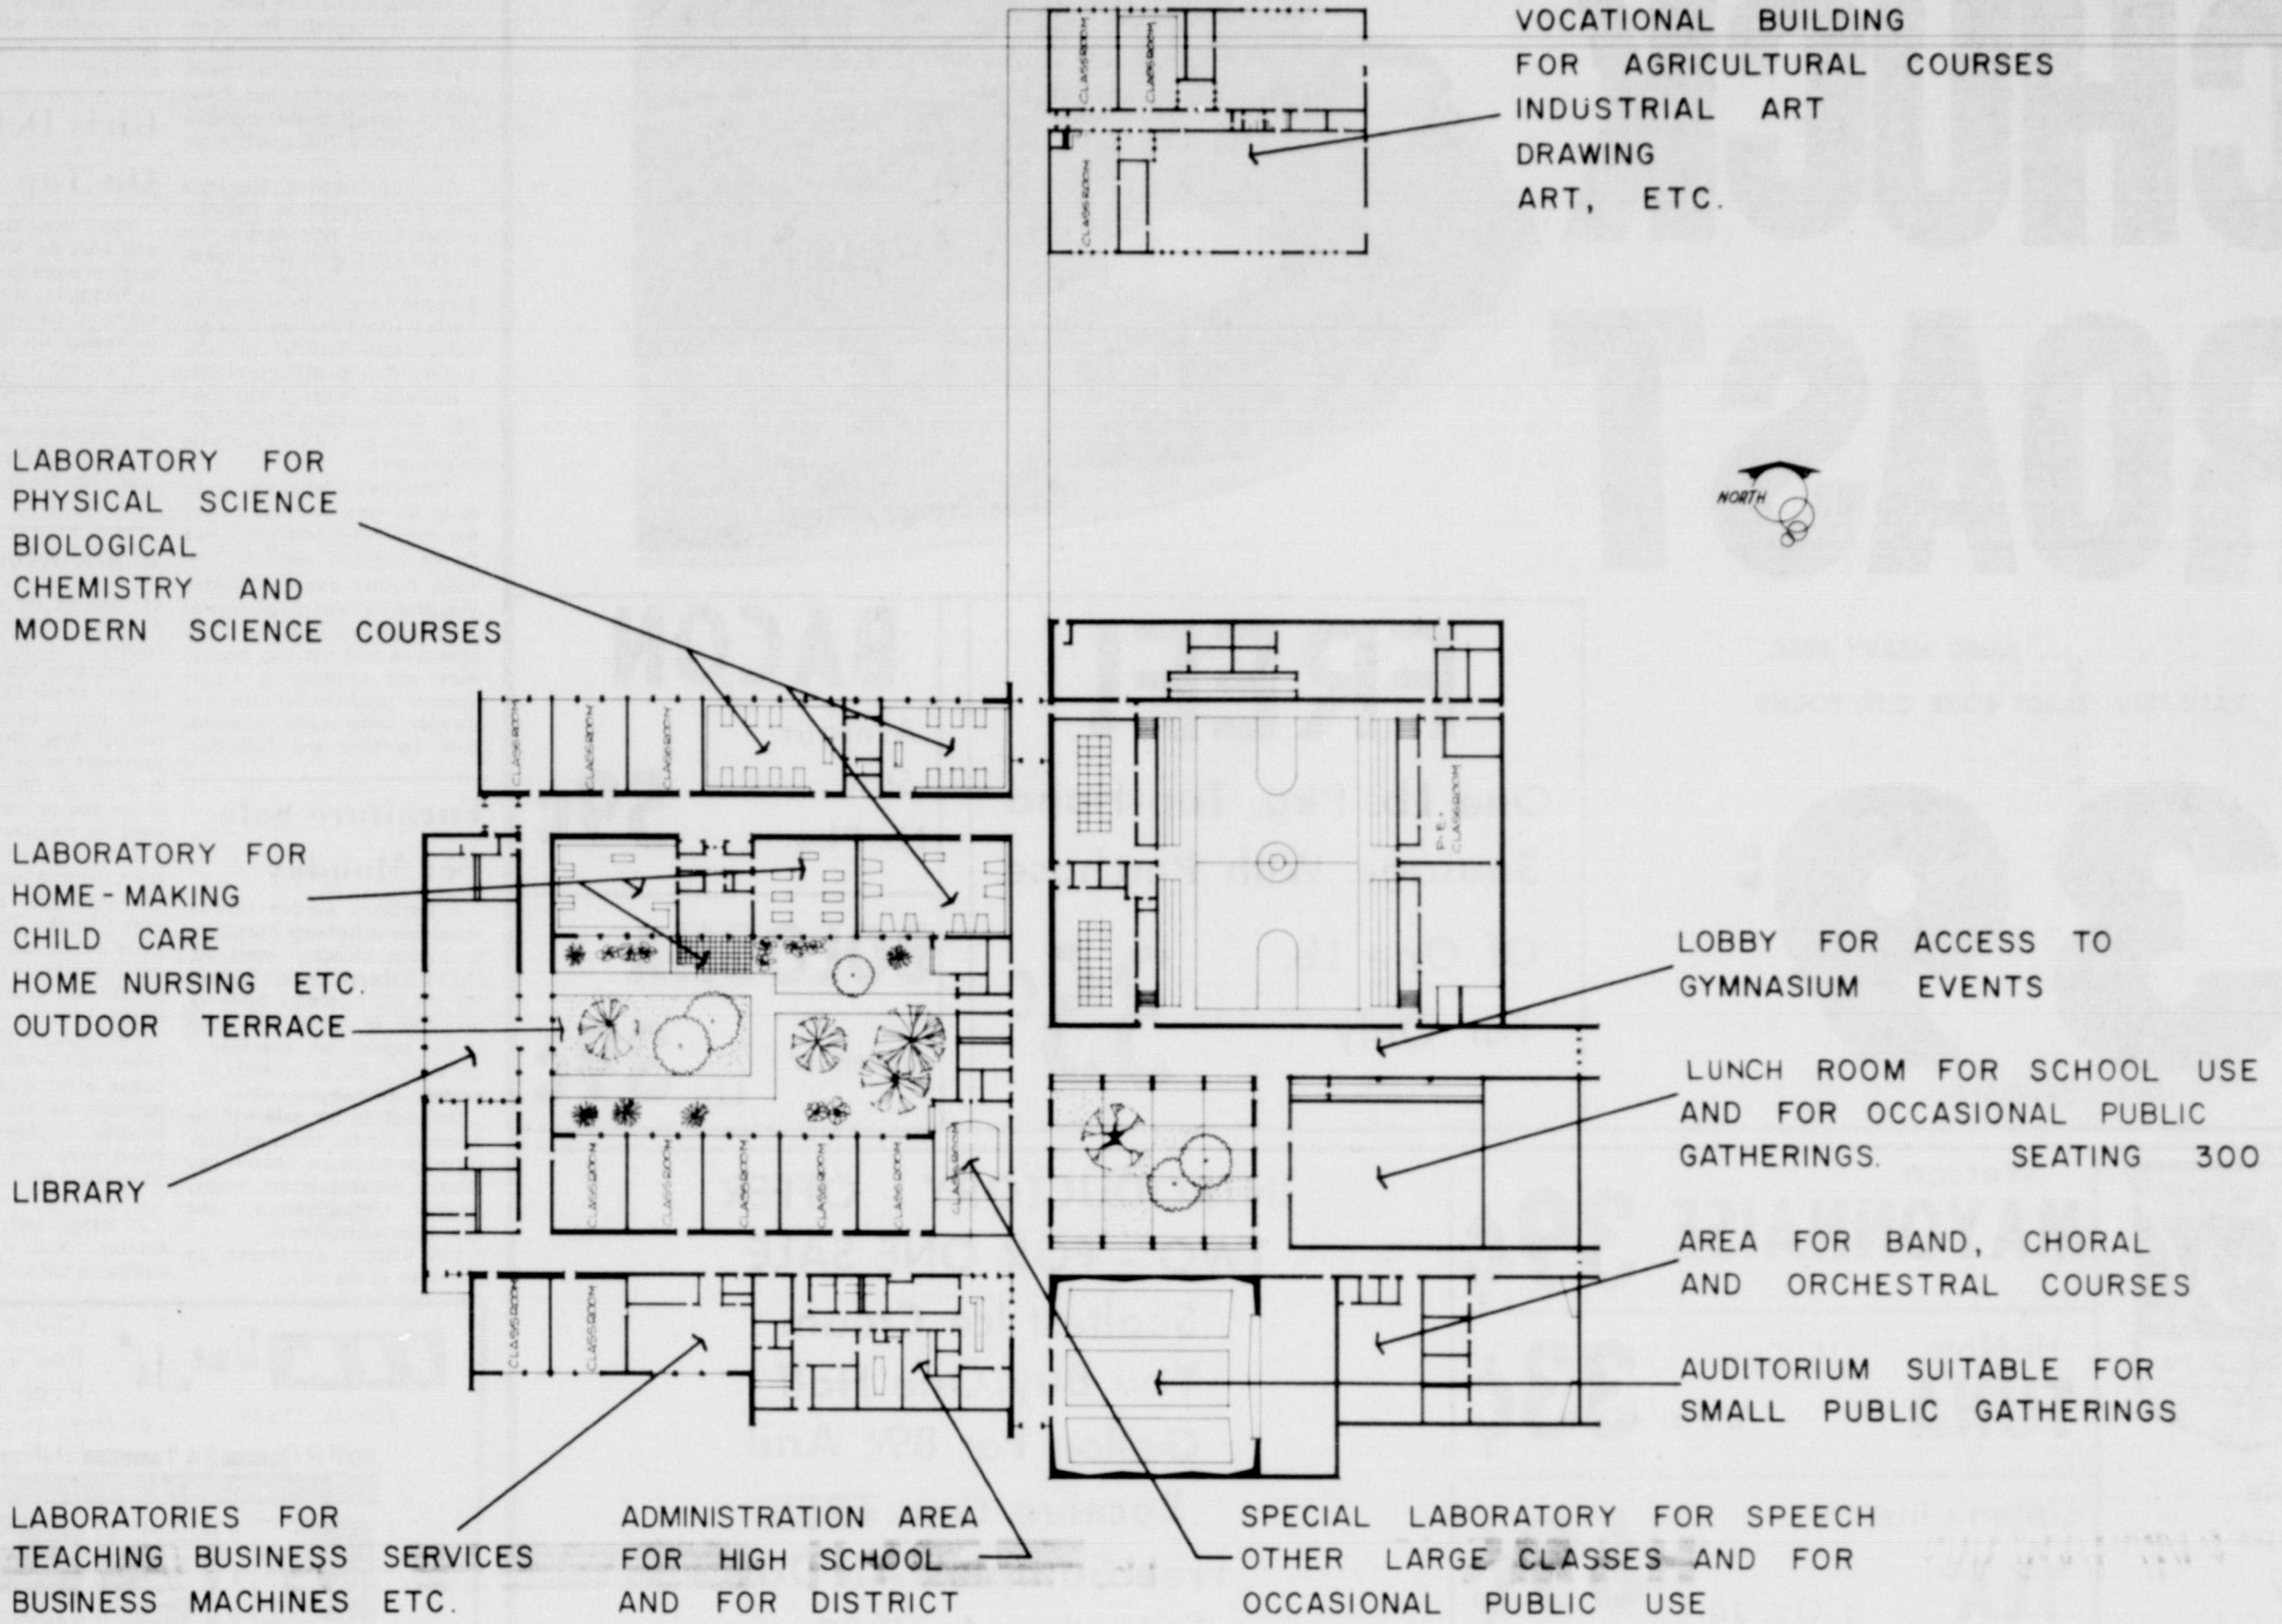 VOCATIONAL BUILDING
FOR AGRICULTURAL COURSES
INDUSTRIAL ART
DRAWING
ART, ETC.
CLASSROOM
CLASSROOM
CLASSROOM
NORTH
LABORATORY FOR
PHYSICAL SCIENCE
BIOLOGICAL
CHEMISTRY AND
MODERN SCIENCE COURSES
CLASSROOM
CLASSROOM
CLASSROOM
P.E.
CLASSROOM
LABORATORY FOR
HOME-MAKING
CHILD CARE
HOME NURSING ETC.
OUTDOOR TERRACE
LIBRARY
CLASSROOM
CLASSROOM
CLASSROOM
CLASSROOM
CLASSROOM
CLASSROOM
CLASSROOM
CLASSROOM
LOBBY FOR ACCESS TO
GYMNASIUM EVENTS
LUNCH ROOM FOR SCHOOL USE
AND FOR OCCASIONAL PUBLIC
GATHERINGS. SEATING 300
AREA FOR BAND, CHORAL
AND ORCHESTRAL COURSES
AUDITORIUM SUITABLE FOR
SMALL PUBLIC GATHERINGS
LABORATORIES FOR
TEACHING BUSINESS SERVICES
BUSINESS MACHINES ETC.
ADMINISTRATION AREA
FOR HIGH SCHOOL
AND FOR DISTRICT
SPECIAL LABORATORY FOR SPEECH
OTHER LARGE CLASSES AND FOR
OCCASIONAL PUBLIC USE